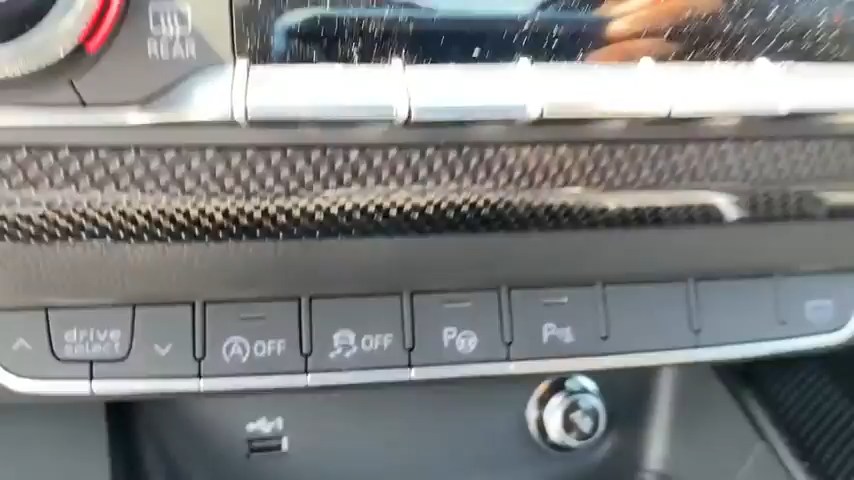 REAR
drive
select
A OFF
OFF
P
P